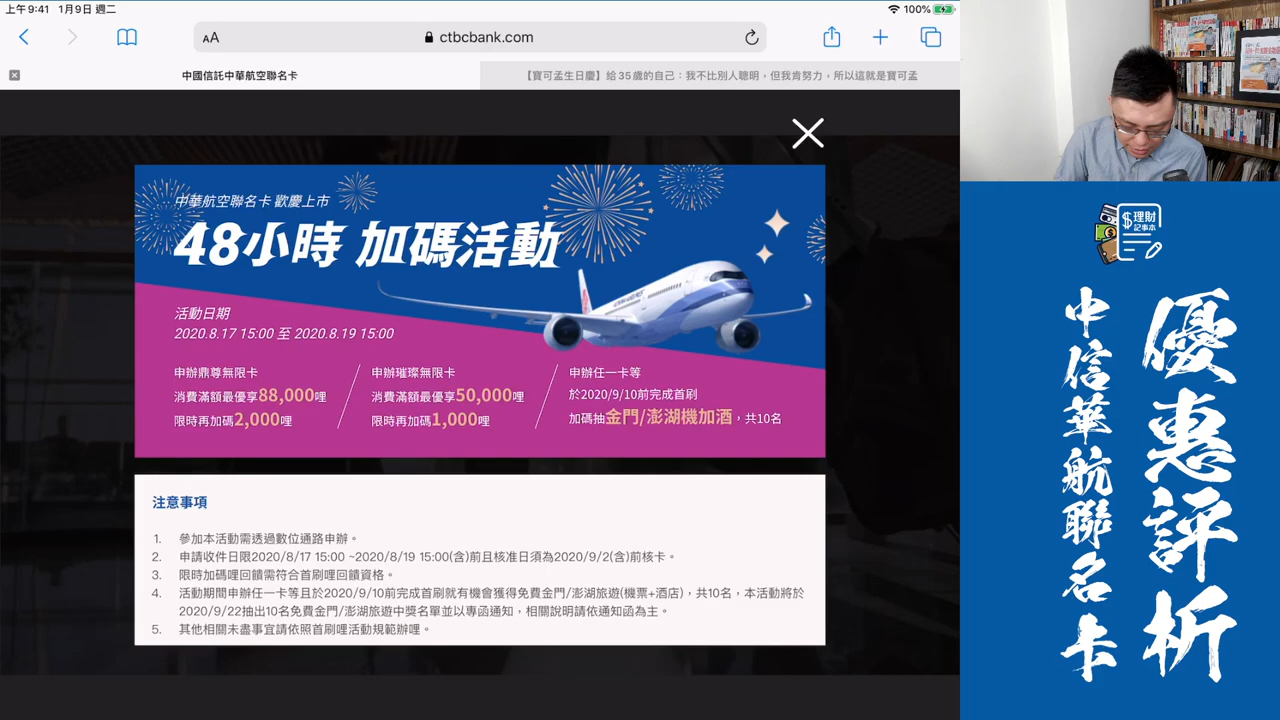 上午9:41 1月9日 週二
100%
AA
ctbcbank.com
中國信託中華航空聯名卡
【寶可孟生日慶】給35歲的自己：我不比別人聰明，但我肯努力，所以這就是寶可孟
中華航空聯名卡 歡慶上市
48小時 加碼活動
活動日期
2020.8.17 15:00 至 2020.8.19 15:00
申辦鼎尊無限卡
消費滿額最優享88,000哩
限時再加碼2,000哩
申辦璀璨無限卡
消費滿額最優享50,000哩
限時再加碼1,000哩
申辦任一卡等
於2020/9/10前完成首刷
加碼抽金門/澎湖機加酒，共10名
注意事項
1. 參加本活動需透過數位通路申辦。
2. 申請收件日限2020/8/17 15:00 ~2020/8/19 15:00(含)前且核准日須為2020/9/2(含)前核卡。
3. 限時加碼哩回饋需符合首刷哩回饋資格。
4. 活動期間申辦任一卡等且於2020/9/10前完成首刷就有機會獲得免費金門/澎湖旅遊(機票+酒店)，共10名，本活動將於
2020/9/22抽出10名免費金門/澎湖旅遊中獎名單並以專函通知，相關說明請依通知函為主。
5. 其他相關未盡事宜請依照首刷哩活動規範辦哩。
$理財
記事本
優惠評析
中信華航聯名卡